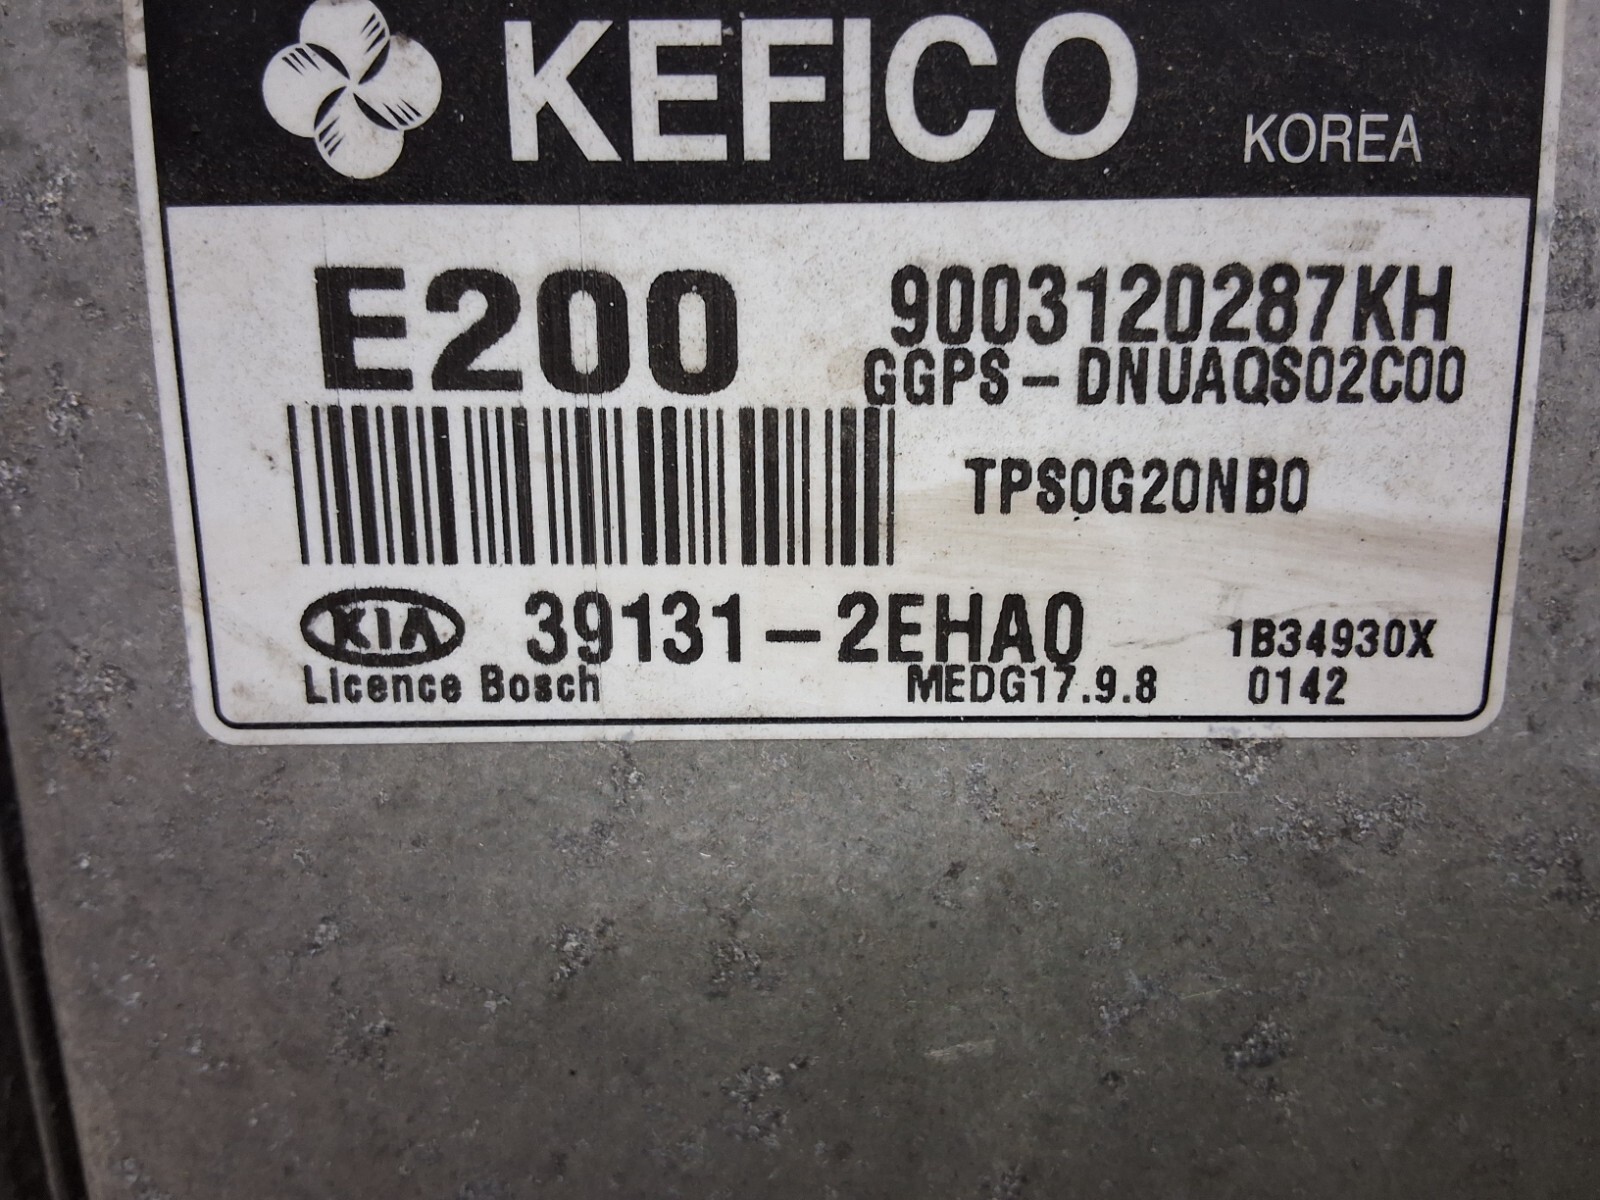 KEFICO KOREA
E200 9003120287KH
GGPS-DNUAQS02C00
TPS0G20NB0
KIA 39131-2EHA0 1B34930X
Licence Bosch MEDG17.9.8 0142